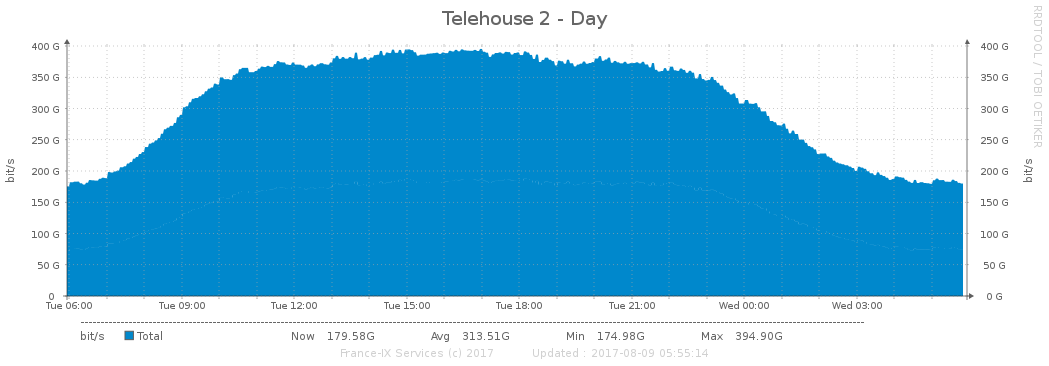 Telehouse 2 - Day
RRDTOOL / TOBI OETIKER
bit/s
400 G 400 G
350 G 350 G
300 G 300 G
250 G 250 G
200 G 200 G
150 G 150 G
100 G 100 G
50 G 50 G
0 0 G
bit/s
Tue 06:00 Tue 09:00 Tue 12:00 Tue 15:00 Tue 18:00 Tue 21:00 Wed 00:00 Wed 03:00
bit/s Total Now 179.58G Avg 313.51G Min 174.98G Max 394.90G
France-IX Services (c) 2017 Updated : 2017-08-09 05:55:14